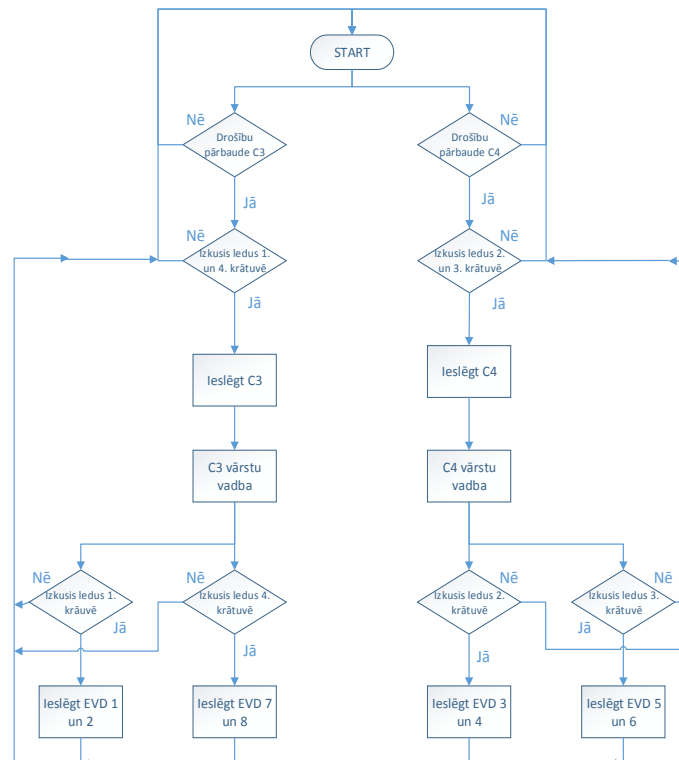 START
Nē
Drošību
pārbaude C3
Jā
Nē
Drošību
pārbaude C4
Jā
Nē
Izkusis ledus 1.
un 4. krātuvē
Jā
Nē
Izkusis ledus 2.
un 3. krātuvē
Jā
Ieslēgt C3
Ieslēgt C4
C3 vārstu
vadba
C4 vārstu
vadba
Nē
Izkusis ledus 1.
krāuvē
Jā
Nē
Izkusis ledus 4.
krātuvē
Jā
Nē
Izkusis ledus 2.
krātuvē
Jā
Nē
Izkusis ledus 3.
krātuvē
Jā
Ieslēgt EVD 1
un 2
Ieslēgt EVD 7
un 8
Ieslēgt EVD 3
un 4
Ieslēgt EVD 5
un 6